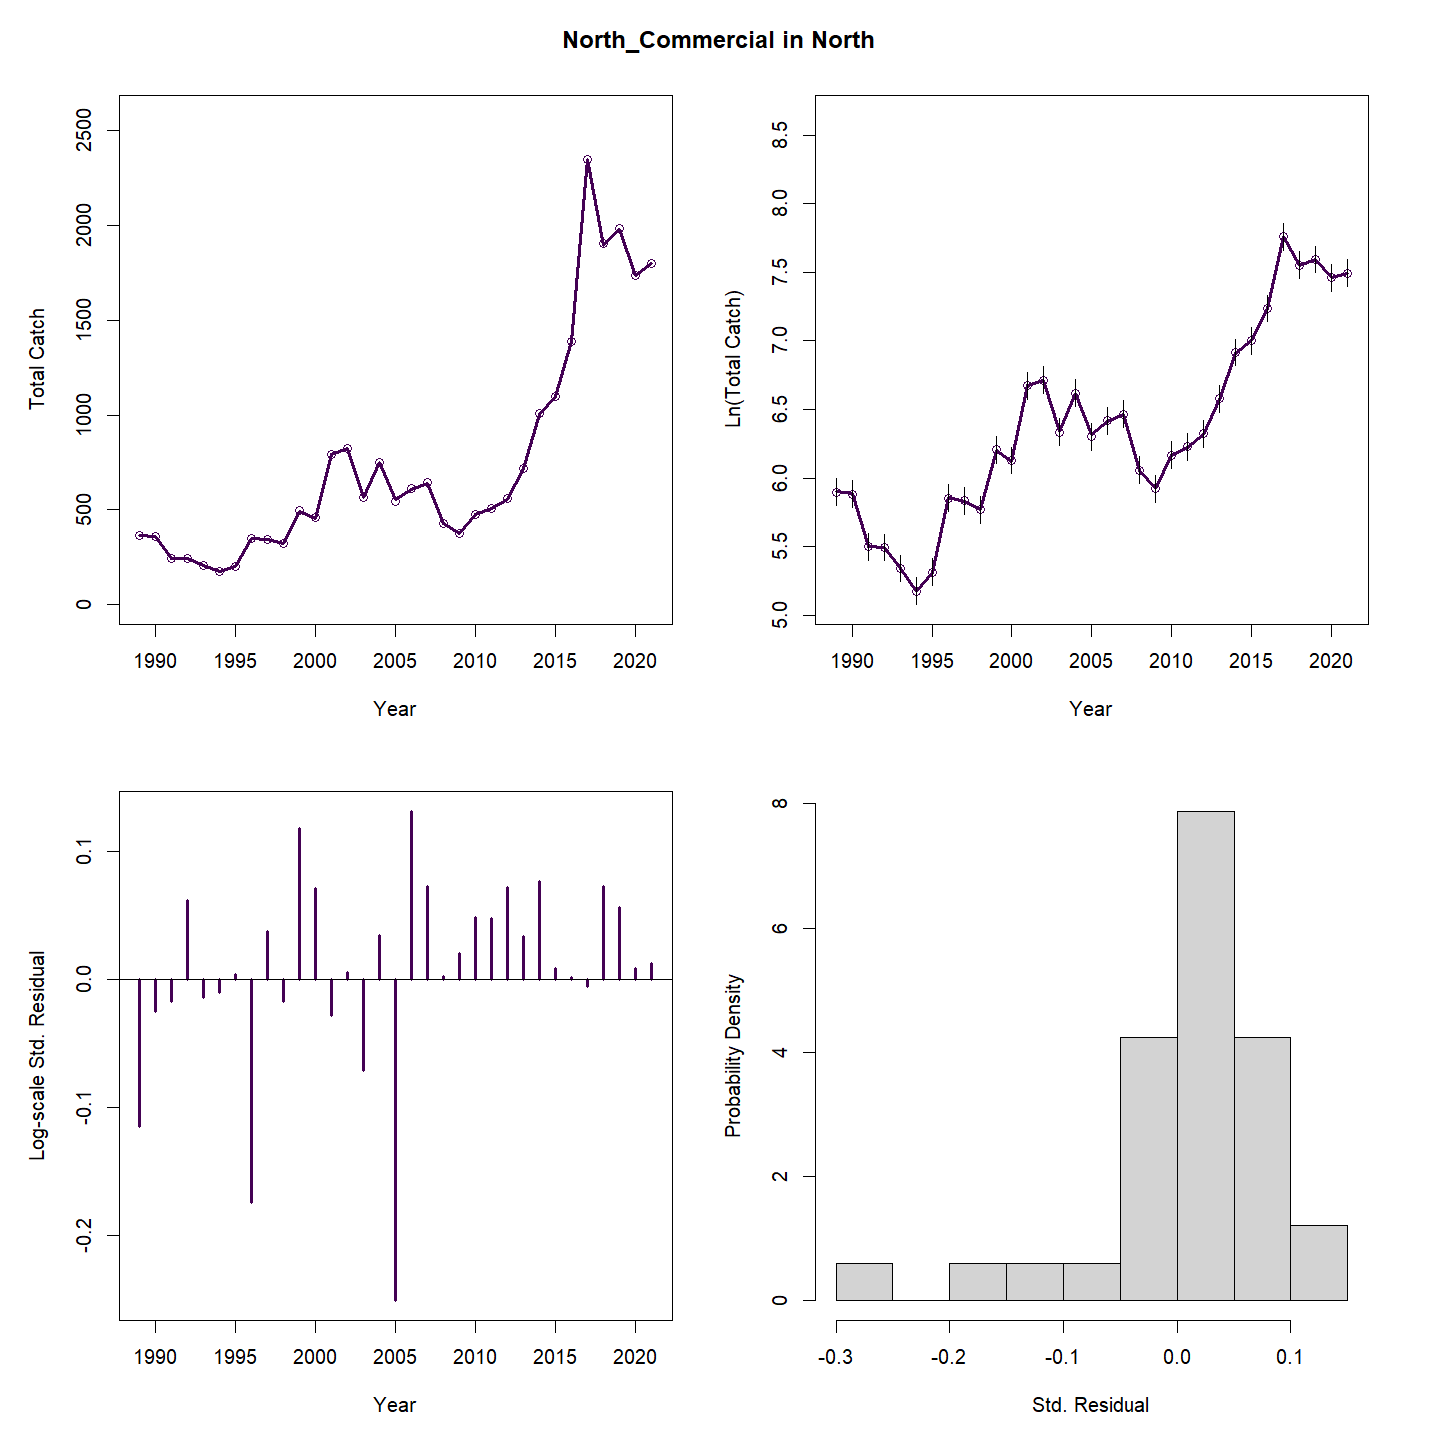 North_Commercial in North
Total Catch
2500
2000
1500
1000
500
0
1990 1995 2000 2005 2010 2015 2020
Year
Ln(Total Catch)
8.5
8.0
7.5
7.0
6.5
6.0
5.5
5.0
1990 1995 2000 2005 2010 2015 2020
Year
Log-scale Std. Residual
0.1
0.0
-0.1
-0.2
1990 1995 2000 2005 2010 2015 2020
Year
Probability Density
8
6
4
2
0
-0.3 -0.2 -0.1 0.0 0.1
Std. Residual